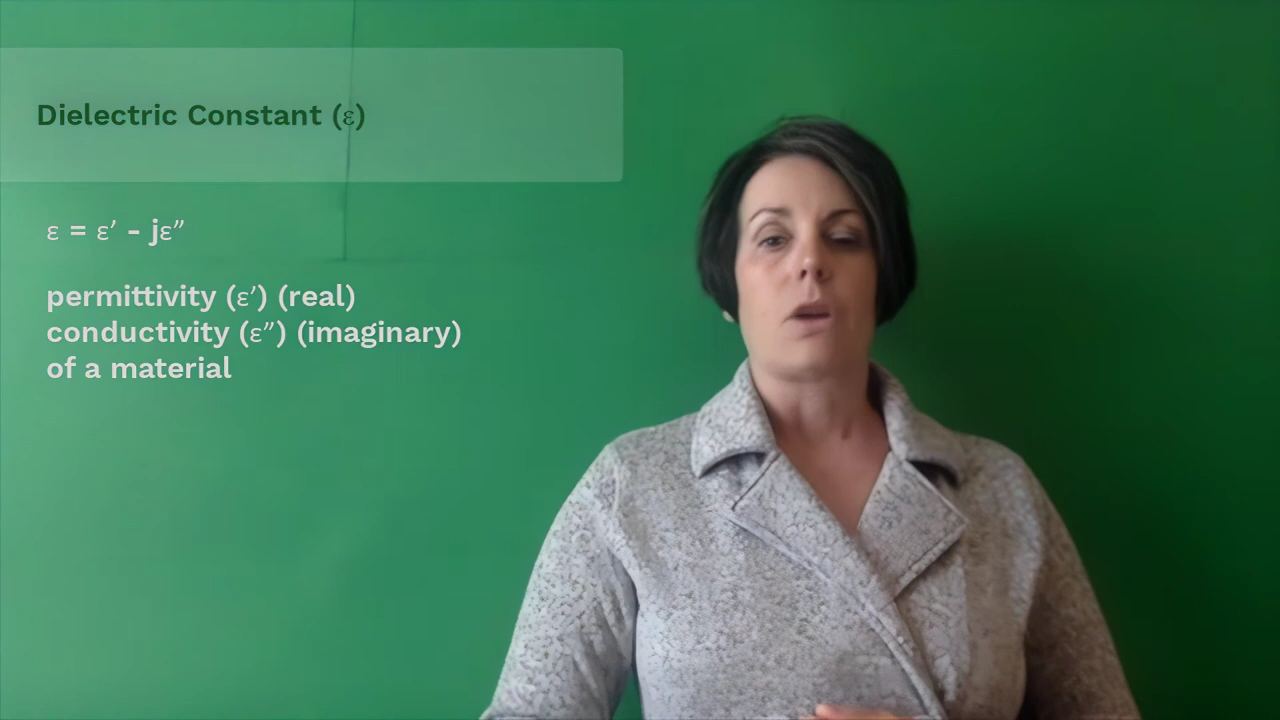 Dielectric Constant (ε)
ε = ε′ - jε″
permittivity (ε′) (real)
conductivity (ε″) (imaginary)
of a material